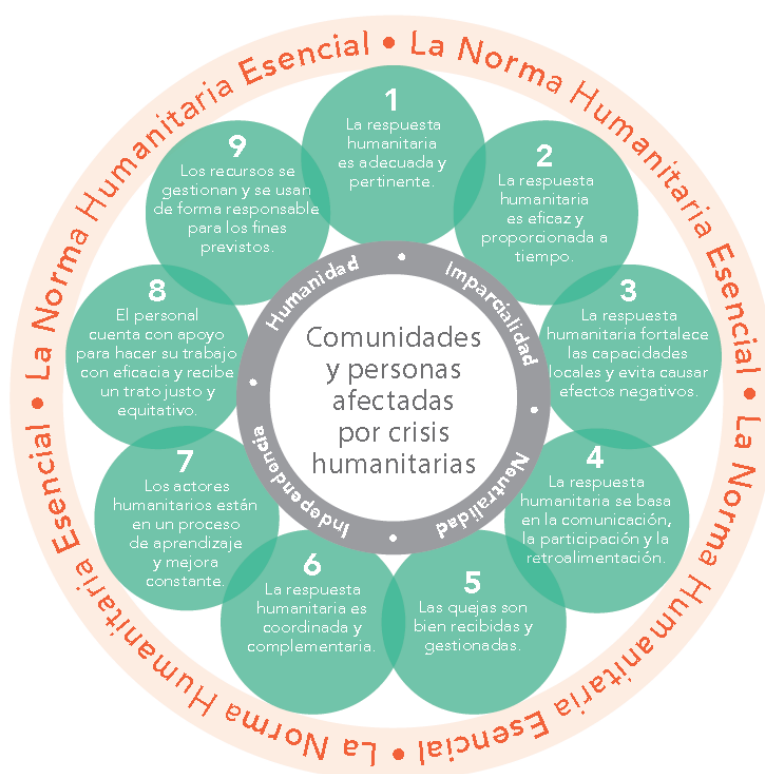 La Norma Humanitaria Esencial • La Norma Humanitaria Esencial • La Norma Humanitaria Esencial • La Norma Humanitaria Esencial •
1
La respuesta
humanitaria
es adecuada y
pertinente.
2
La respuesta
humanitaria
es eficaz y
proporcionada a
tiempo.
3
La respuesta
humanitaria fortalece
las capacidades
locales y evita causar
efectos negativos.
4
La respuesta
humanitaria se basa
en la comunicación,
la participación y la
retroalimentación.
5
Las quejas son
bien recibidas y
gestionadas.
6
La respuesta
humanitaria es
coordinada y
complementaria.
7
Los actores
humanitarios están
en un proceso
de aprendizaje
y mejora
constante.
8
El personal
cuenta con apoyo
para hacer su trabajo
con eficacia y recibe
un trato justo y
equitativo.
9
Los recursos se
gestionan y se usan
de forma responsable
para los fines
previstos.
Humanidad • Imparcialidad • Neutralidad • Independencia •
Comunidades
y personas
afectadas
por crisis
humanitarias